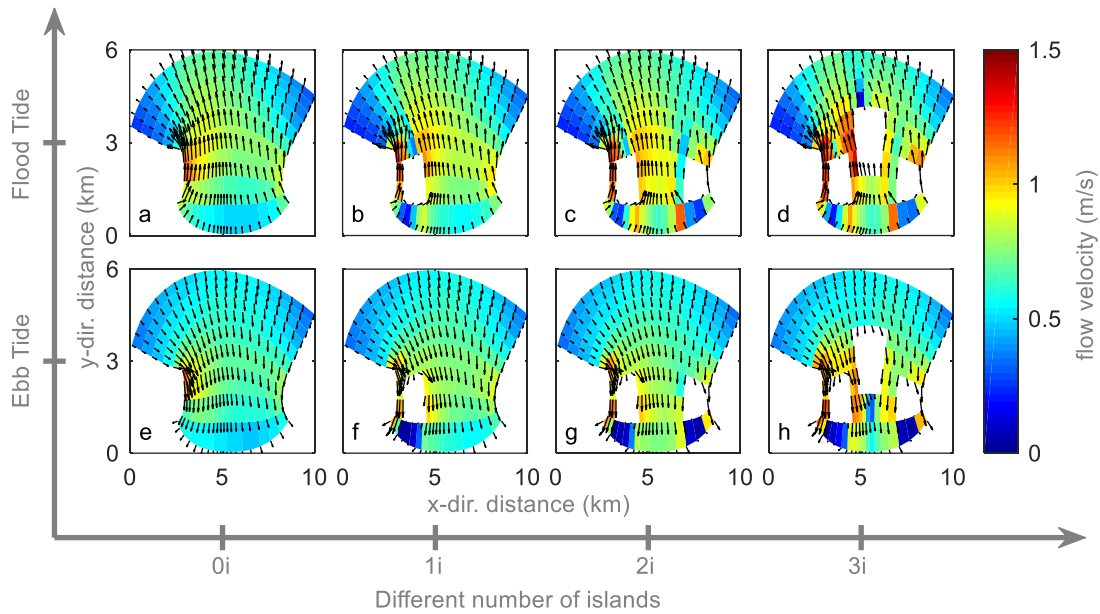 Flood Tide
Ebb Tide
y-dir. distance (km)
6
3
0
a
b
c
d
6
3
0
e
f
g
h
0
5
10
0
5
10
0
5
10
0
5
10
x-dir. distance (km)
1.5
1
0.5
0
flow velocity (m/s)
0i
1i
2i
3i
Different number of islands